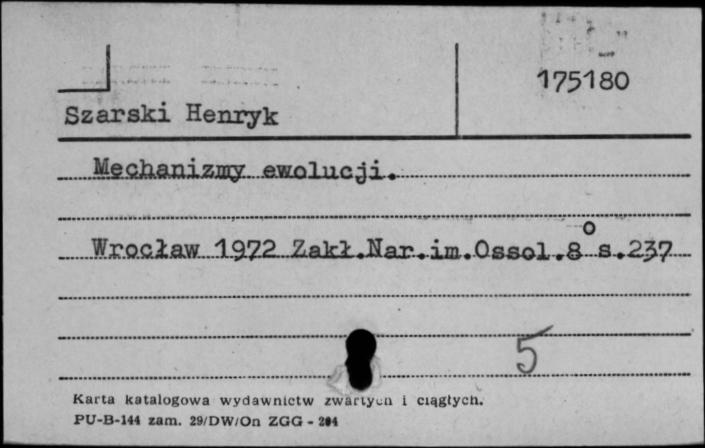 175180
Szarski Henryk
Mechanizmy ewolucji.
Wrocław 1972 Zakł.Nar.im.Ossol.8° s.237
5
Karta katalogowa wydawnictw zwartych i ciągłych.
PU-B-144 zam. 29/DW/On ZGG - 204